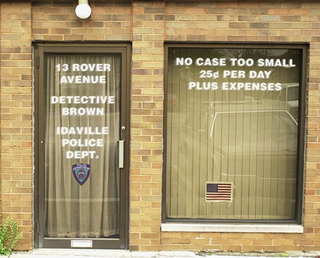 13 ROVER
AVENUE
DETECTIVE
BROWN
IDAVILLE
POLICE
DEPT.
NO CASE TOO SMALL
25¢ PER DAY
PLUS EXPENSES